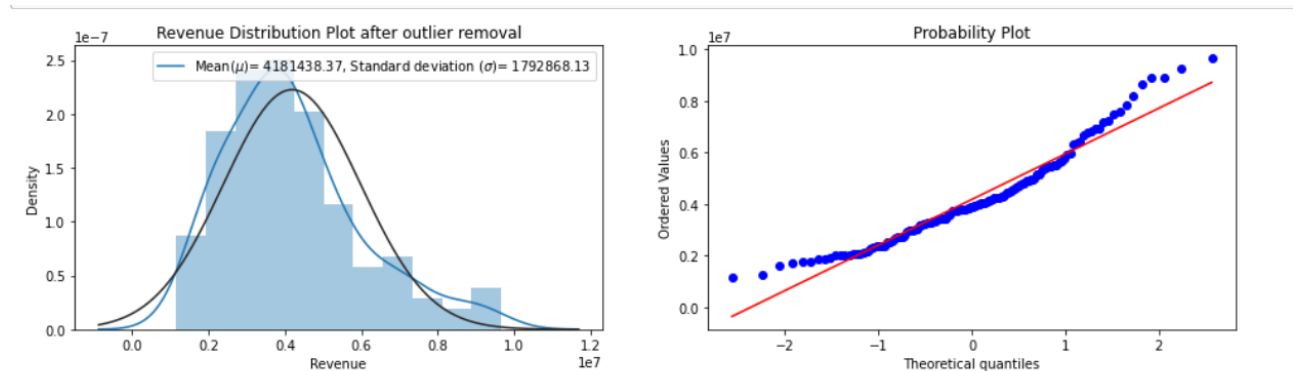 Revenue Distribution Plot after outlier removal
1e−7
Mean(μ)= 4181438.37, Standard deviation (σ)= 1792868.13
2.5
2.0
1.5
1.0
0.5
0.0
Density
0.0 0.2 0.4 0.6 0.8 1.0 1.2
1e7
Revenue
Probability Plot
1e7
1.0
0.8
0.6
0.4
0.2
0.0
Ordered Values
−2 −1 0 1 2
Theoretical quantiles